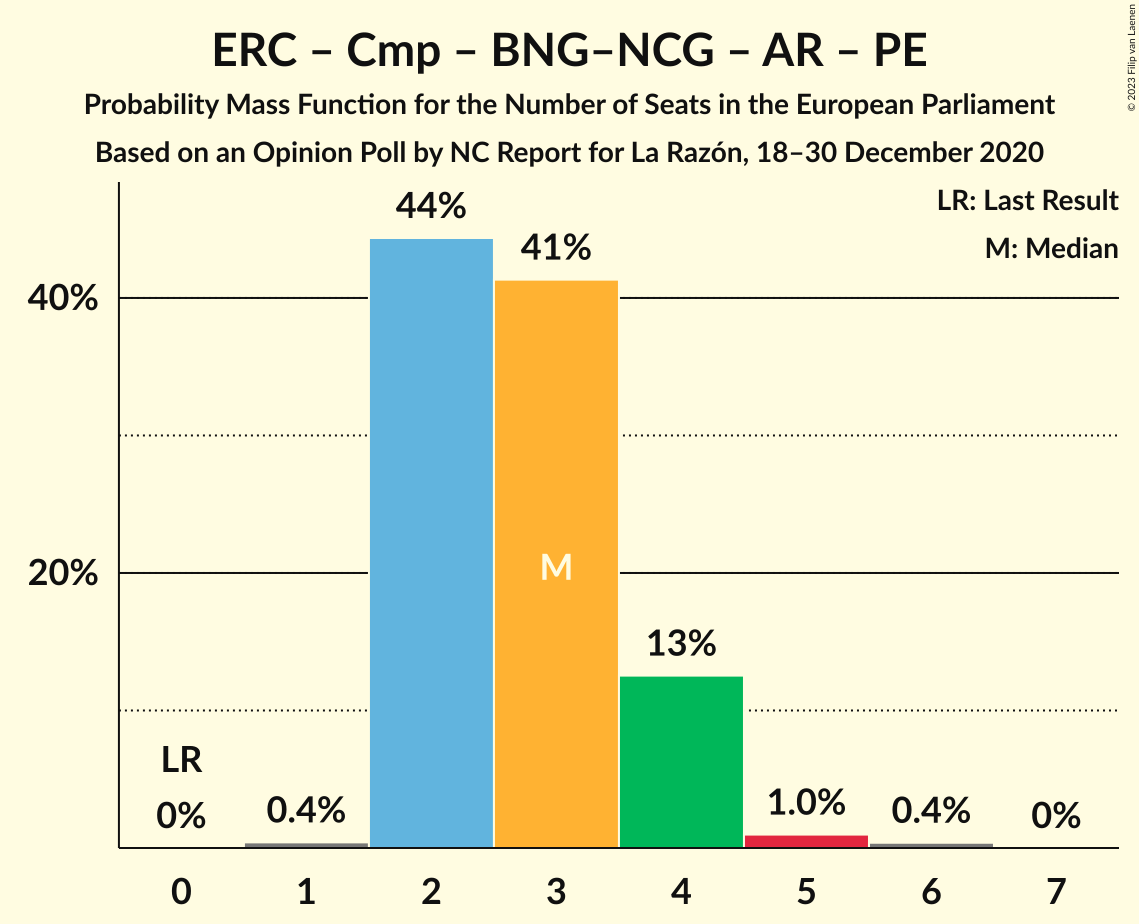 ERC – Cmp – BNG–NCG – AR – PE
Probability Mass Function for the Number of Seats in the European Parliament
Based on an Opinion Poll by NC Report for La Razón, 18–30 December 2020
© 2023 Filip van Laenen
LR: Last Result
M: Median
44%
41%
40%
M
20%
13%
LR
0%
0.4%
1.0%
0.4%
0%
0 1 2 3 4 5 6 7